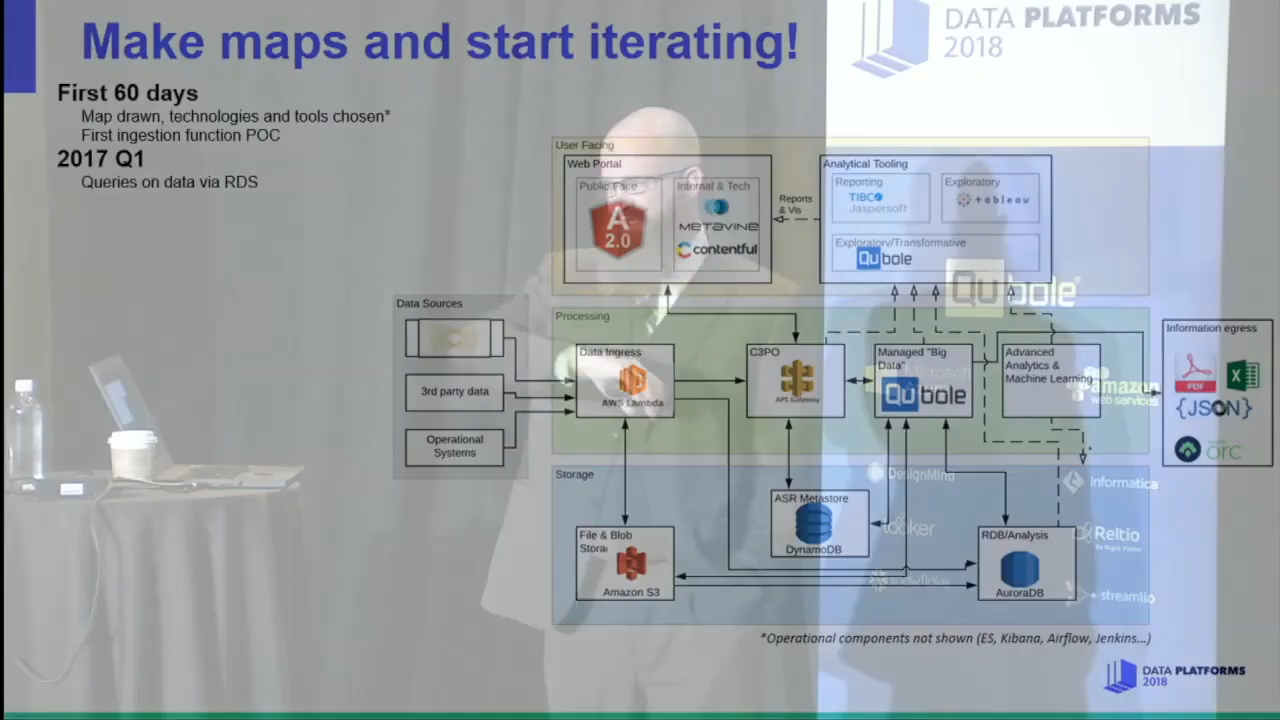 Make maps and start iterating!
DATA PLATFORMS
2018
First 60 days
Map drawn, technologies and tools chosen*
First ingestion function POC
2017 Q1
Queries on data via RDS
User Facing
Web Portal
Public Face
A
2.0
Internal & Tech
METAVINE
contentful
Reports
& Vis
Analytical Tooling
Reporting
TIBCO
Jaspersoft
Exploratory
+ a b l e a u
Exploratory/Transformative
Qubole
Qubole
Data Sources
3rd party data
Operational
Systems
Processing
Data Ingress
AWS Lambda
C3PO
API Gateway
Managed "Big
Data"
Qubole
Microsoft
Advanced
Analytics &
Machine Learning
amazon
web services
Information egress
PDF
X
{JSON}
orc
Storage
File & Blob
Amazon S3
ASR Metastore
DynamoDB
RDB/Analysis
AuroraDB
DesignMind
looker
snowflake
Informatica
Reltio
streamlio
*Operational components not shown (ES, Kibana, Airflow, Jenkins…)
DATA PLATFORMS
2018